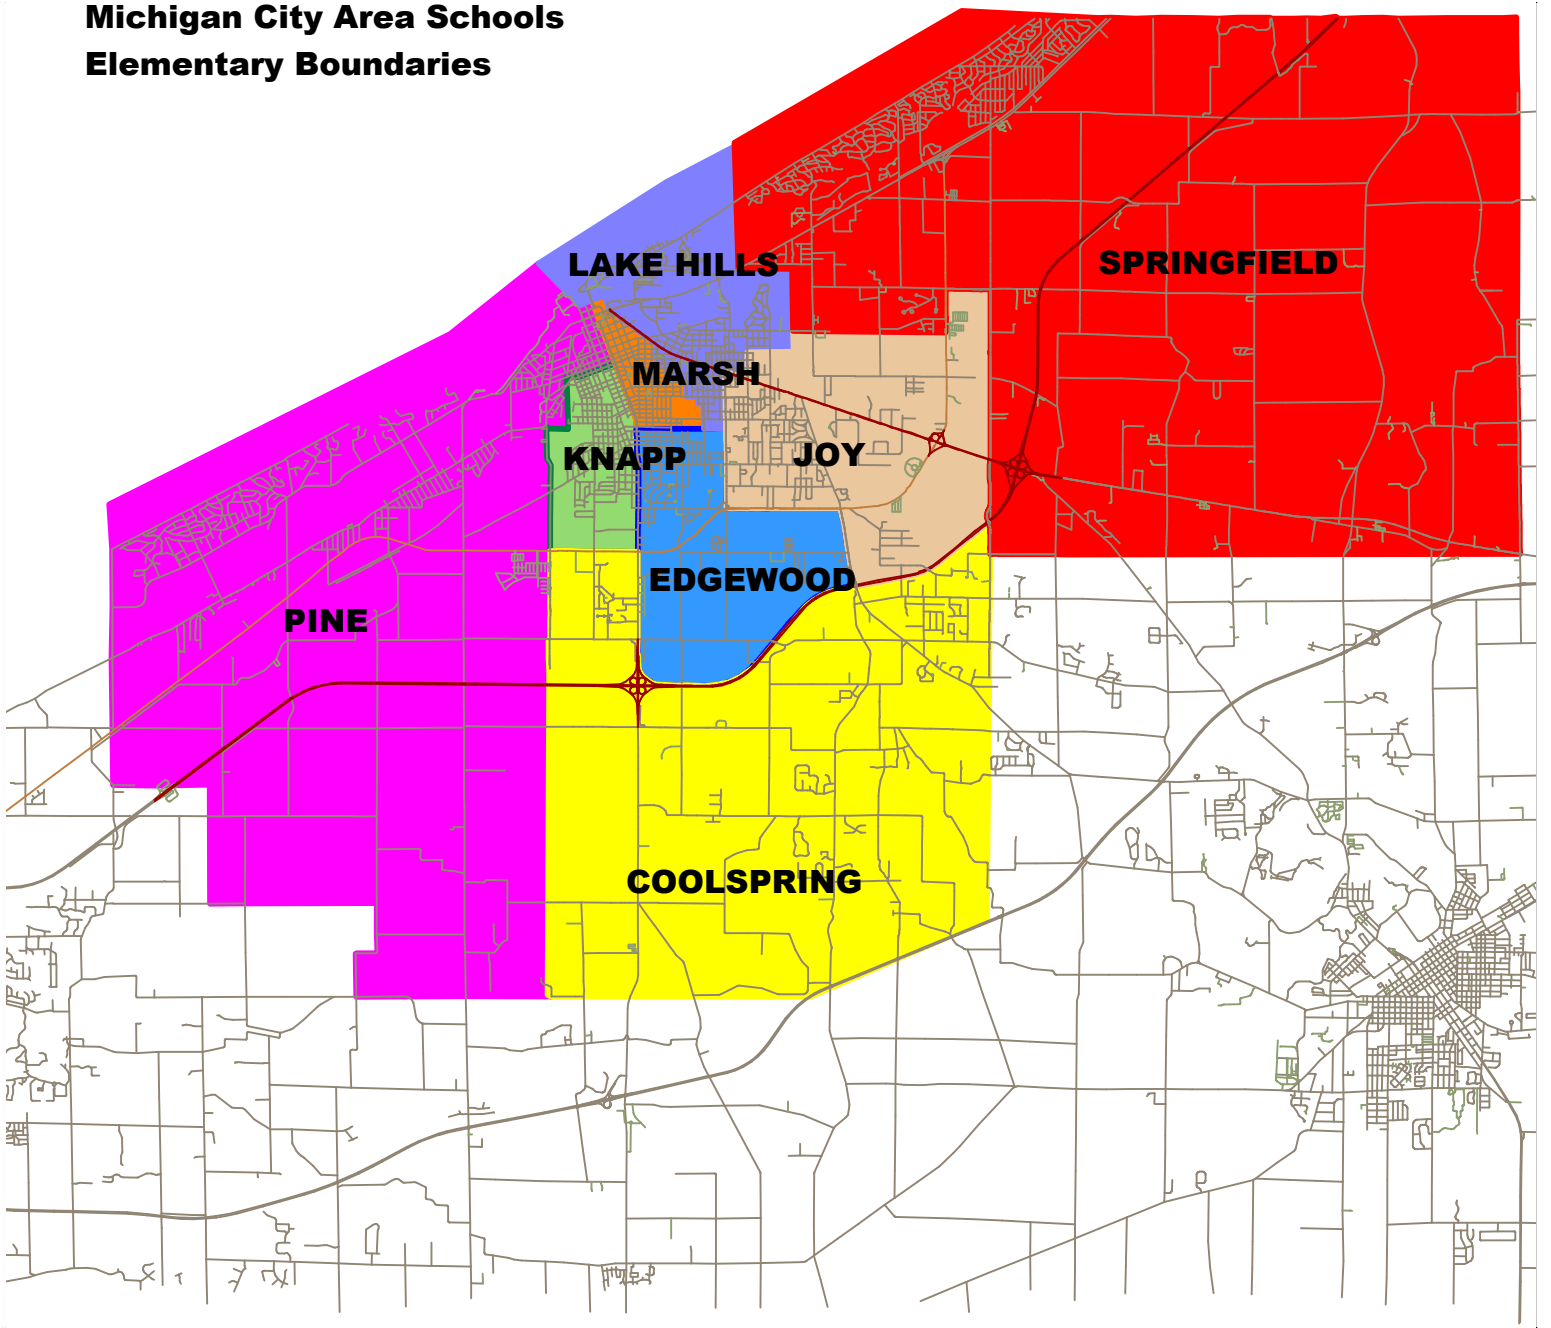 Michigan City Area Schools
Elementary Boundaries
LAKE HILLS
SPRINGFIELD
MARSH
KNAPP
JOY
EDGEWOOD
PINE
COOLSPRING